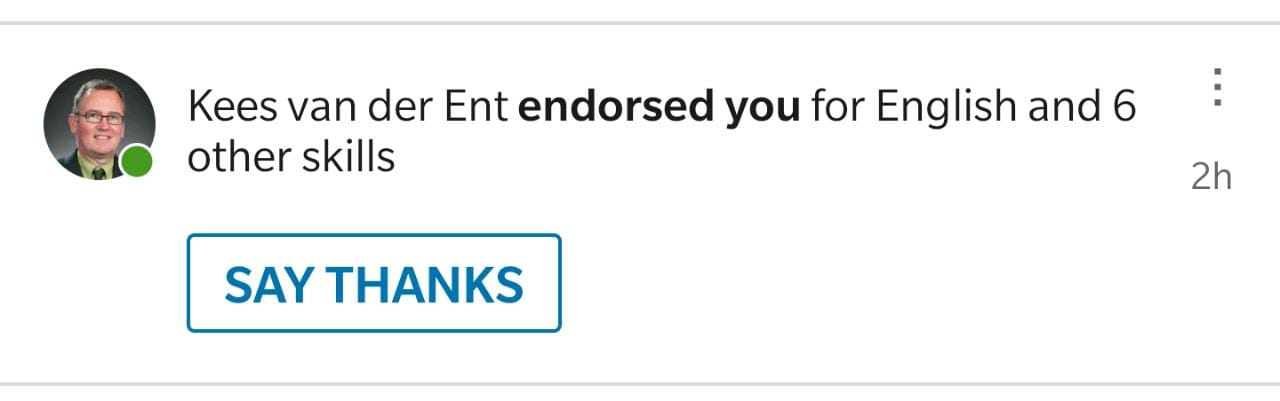 Kees van der Ent endorsed you for English and 6
other skills
2h
SAY THANKS